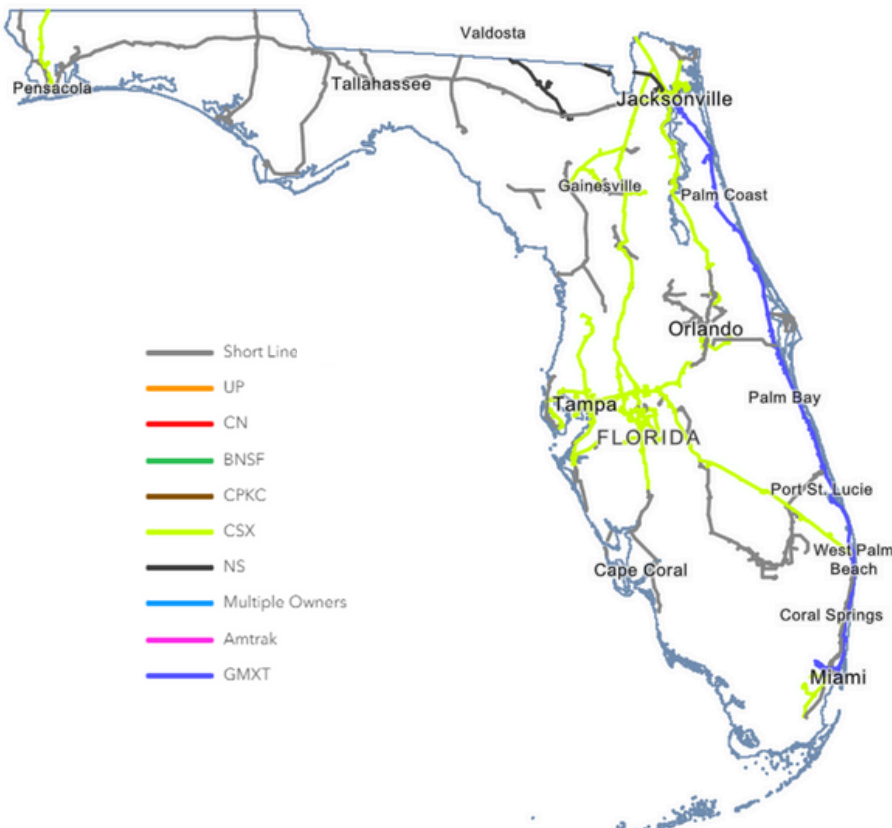 Valdosta
Pensacola
Tallahassee
Jacksonville
Gainesville
Palm Coast
Orlando
Tampa
Palm Bay
FLORIDA
Port St. Lucie
West Palm
Beach
Cape Coral
Coral Springs
Miami
Short Line
UP
CN
BNSF
CPKC
CSX
NS
Multiple Owners
Amtrak
GMXT